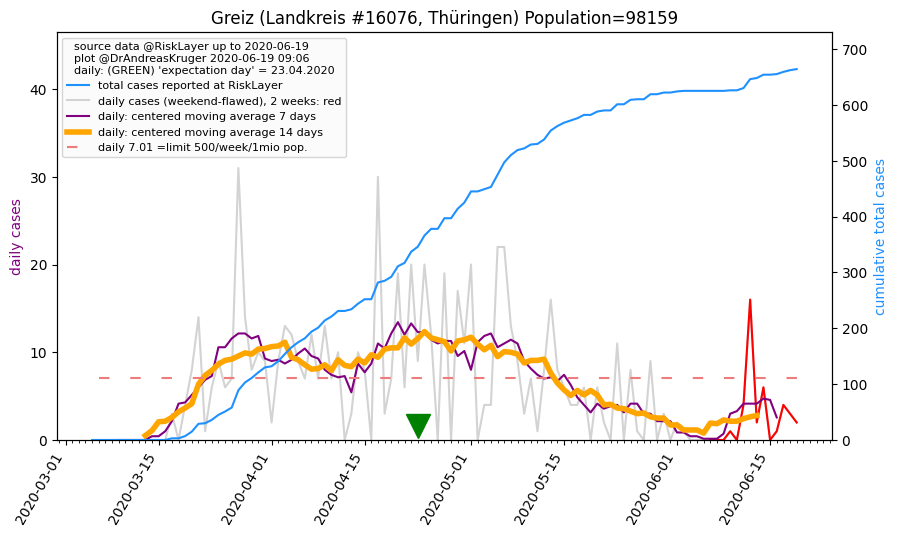 Greiz (Landkreis #16076, Thüringen) Population=98159
source data @RiskLayer up to 2020-06-19
plot @DrAndreasKruger 2020-06-19 09:06
daily: (GREEN) 'expectation day' = 23.04.2020
total cases reported at RiskLayer
daily cases (weekend-flawed), 2 weeks: red
daily: centered moving average 7 days
daily: centered moving average 14 days
daily 7.01 =limit 500/week/1mio pop.
daily cases
40
30
20
10
0
cumulative total cases
700
600
500
400
300
200
100
0
2020-03-01
2020-03-15
2020-04-01
2020-04-15
2020-05-01
2020-05-15
2020-06-01
2020-06-15